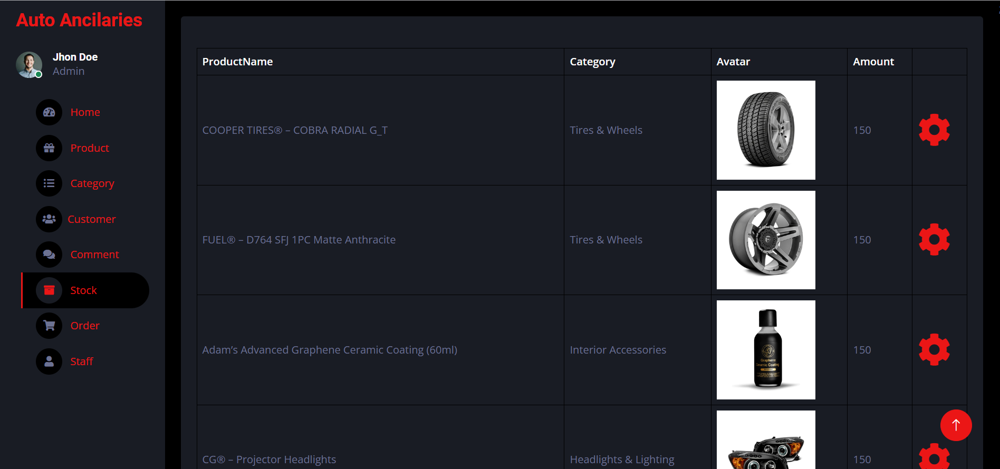 Auto Ancilaries
Jhon Doe
Admin
Home
Product
Category
Customer
Comment
Stock
Order
Staff
ProductName Category Avatar Amount
COOPER TIRES® – COBRA RADIAL G_T Tires & Wheels 150
FUEL® – D764 SFJ 1PC Matte Anthracite Tires & Wheels 150
Adam’s Advanced Graphene Ceramic Coating (60ml) Interior Accessories 150
Graphene
Ceramic Coating
CG® – Projector Headlights Headlights & Lighting 150